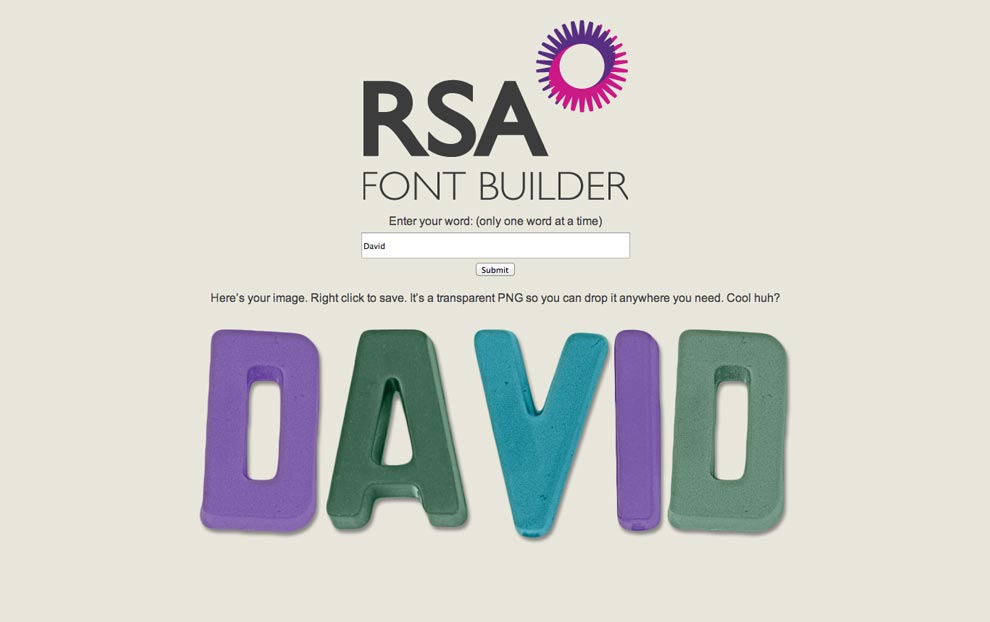 RSA
FONT BUILDER
Enter your word: (only one word at a time)
David
Submit
Here's your image. Right click to save. It's a transparent PNG so you can drop it anywhere you need. Cool huh?
DAVID